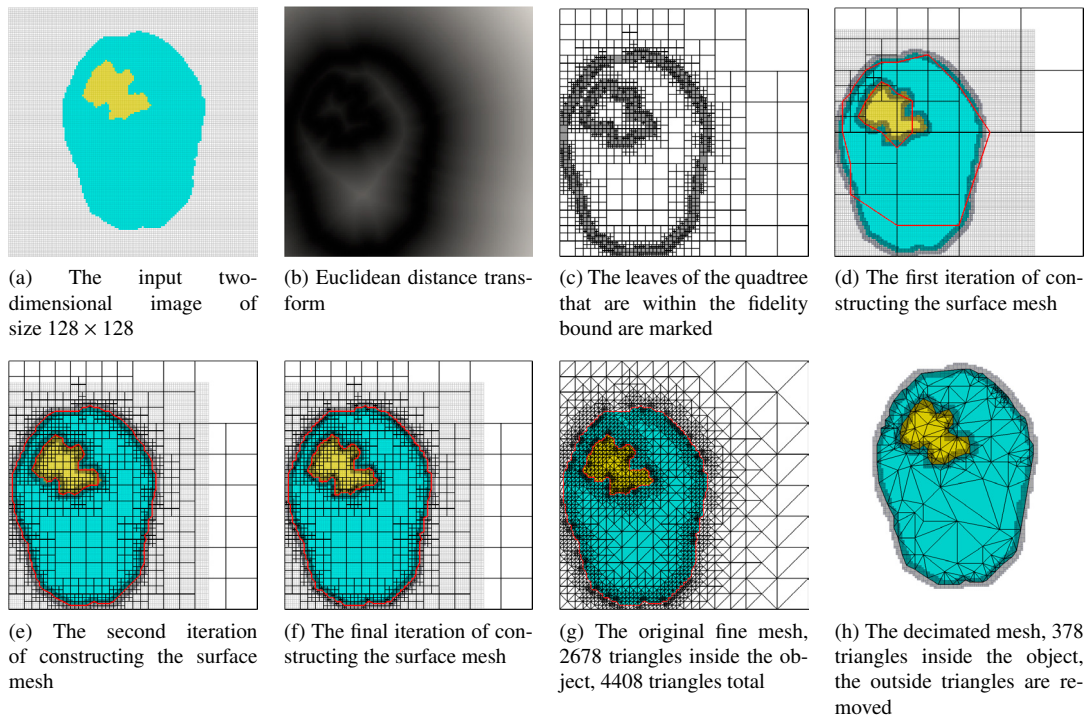 (a) The input two-
dimensional image of
size 128 × 128
(b) Euclidean distance trans-
form
(c) The leaves of the quadtree
that are within the fidelity
bound are marked
(d) The first iteration of con-
structing the surface mesh
(e) The second iteration
of constructing the surface
mesh
(f) The final iteration of con-
structing the surface mesh
(g) The original fine mesh,
2678 triangles inside the ob-
ject, 4408 triangles total
(h) The decimated mesh, 378
triangles inside the object,
the outside triangles are re-
moved